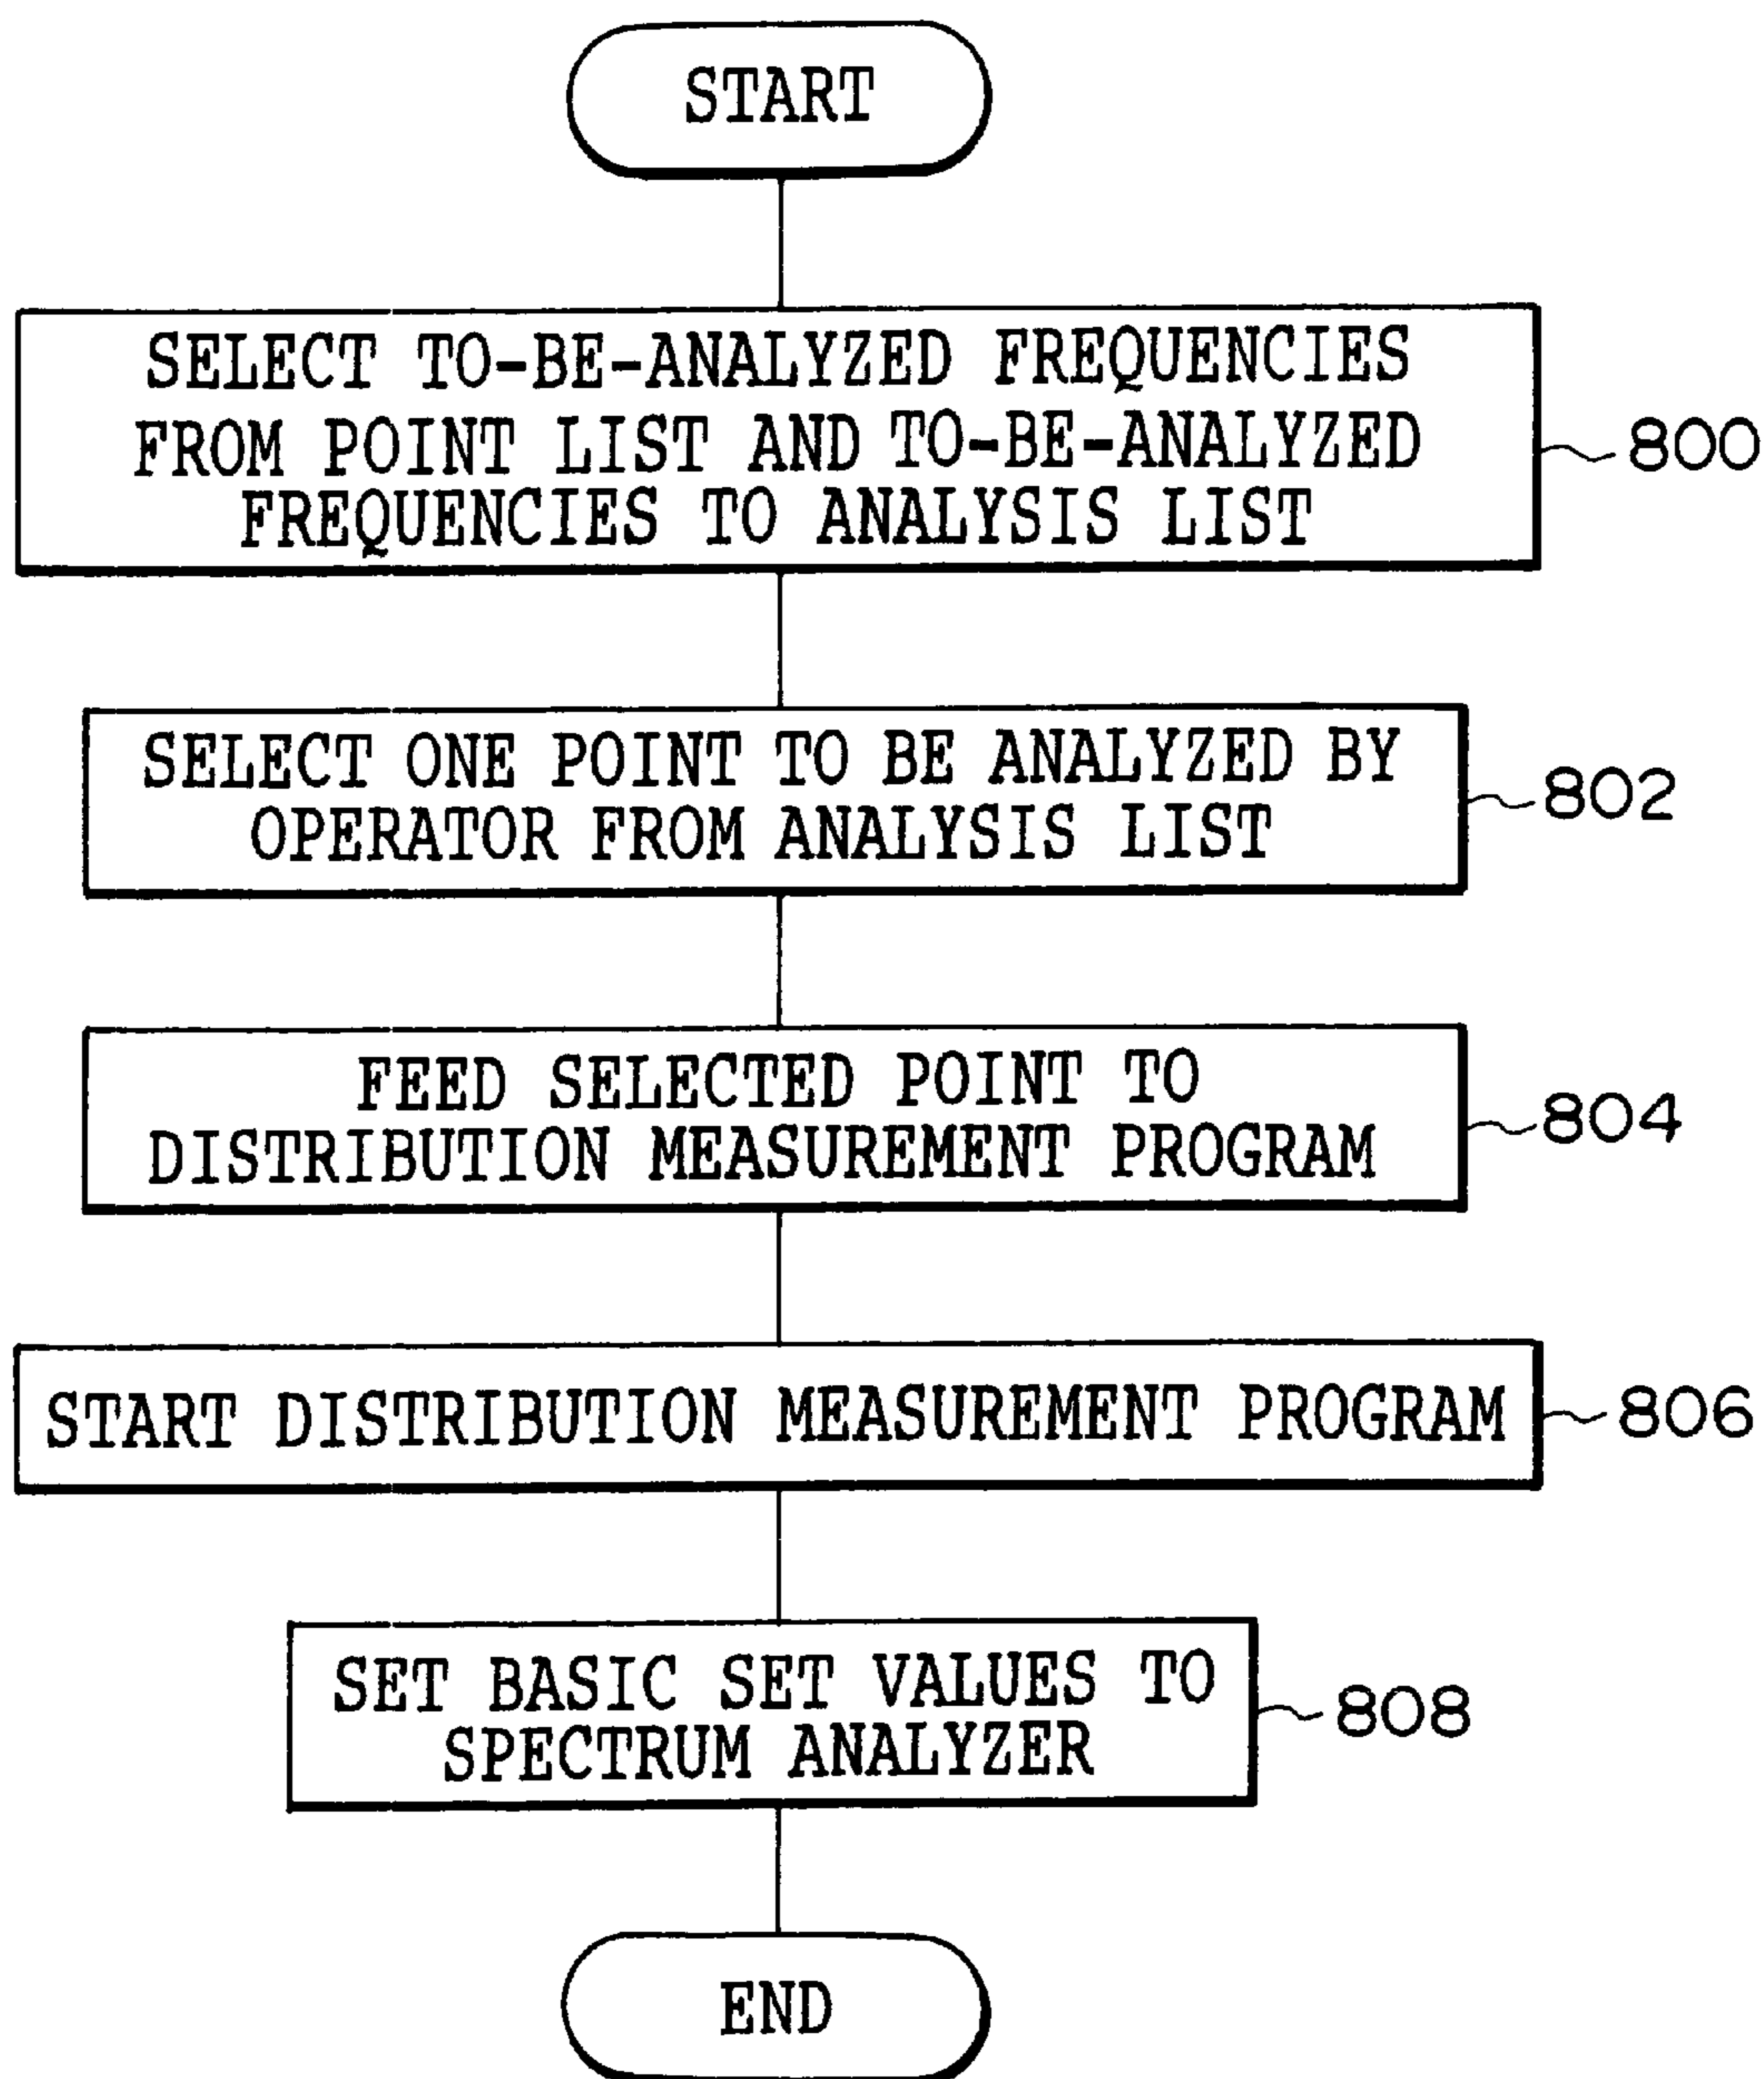 START
SELECT TO-BE-ANALYZED FREQUENCIES
FROM POINT LIST AND TO-BE-ANALYZED
FREQUENCIES TO ANALYSIS LIST
800
SELECT ONE POINT TO BE ANALYZED BY
OPERATOR FROM ANALYSIS LIST
802
FEED SELECTED POINT TO
DISTRIBUTION MEASUREMENT PROGRAM
804
START DISTRIBUTION MEASUREMENT PROGRAM
806
SET BASIC SET VALUES TO
SPECTRUM ANALYZER
808
END